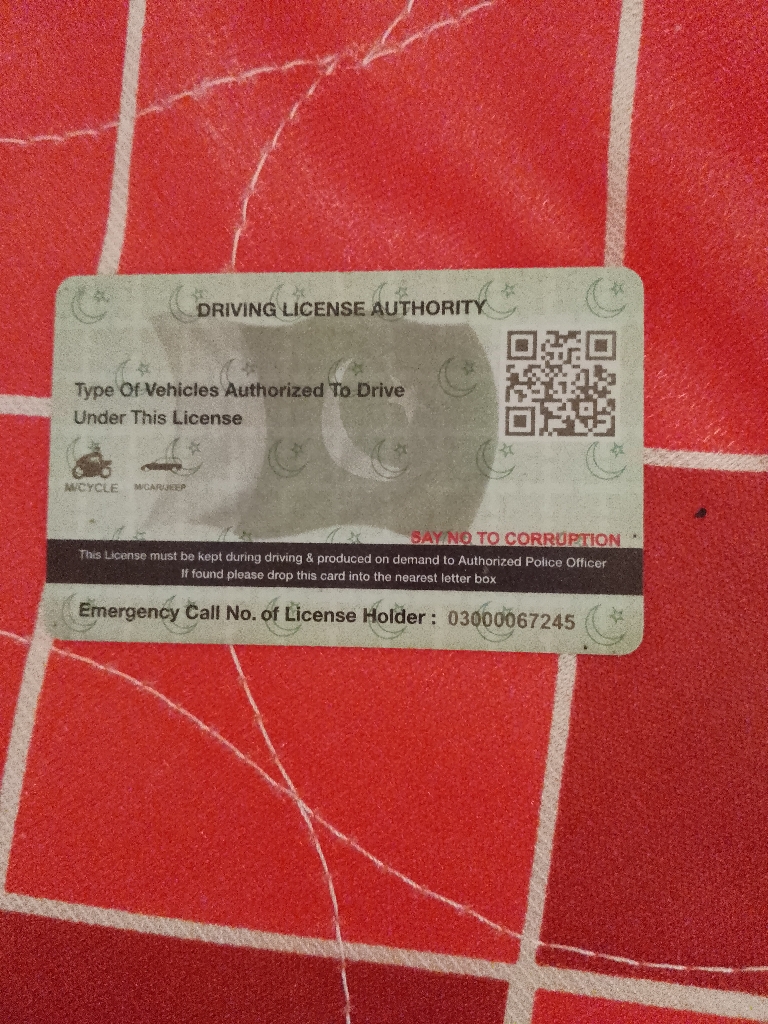 DRIVING LICENSE AUTHORITY
Type Of Vehicles Authorized To Drive
Under This License
M/CYCLE M/CAR/JEEP
SAY NO TO CORRUPTION
This License must be kept during driving & produced on demand to Authorized Police Officer
If found please drop this card into the nearest letter box
Emergency Call No. of License Holder : 03000067245